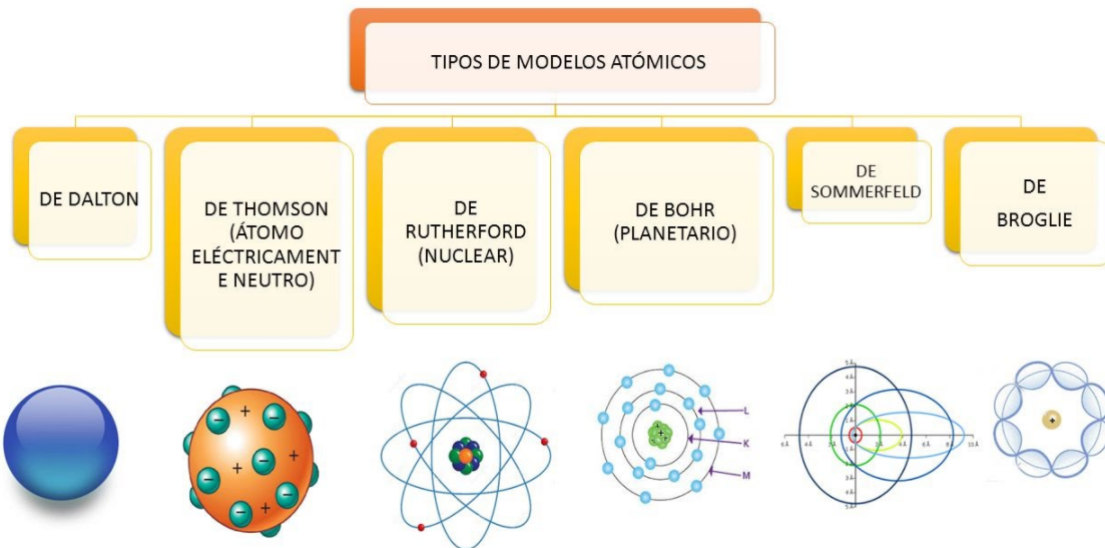 TIPOS DE MODELOS ATÓMICOS
DE DALTON
DE THOMSON
(ÁTOMO
ELÉCTRICAMENT
E NEUTRO)
DE
RUTHERFORD
(NUCLEAR)
DE BOHR
(PLANETARIO)
DE
SOMMERFELD
DE
BROGLIE
L
K
M